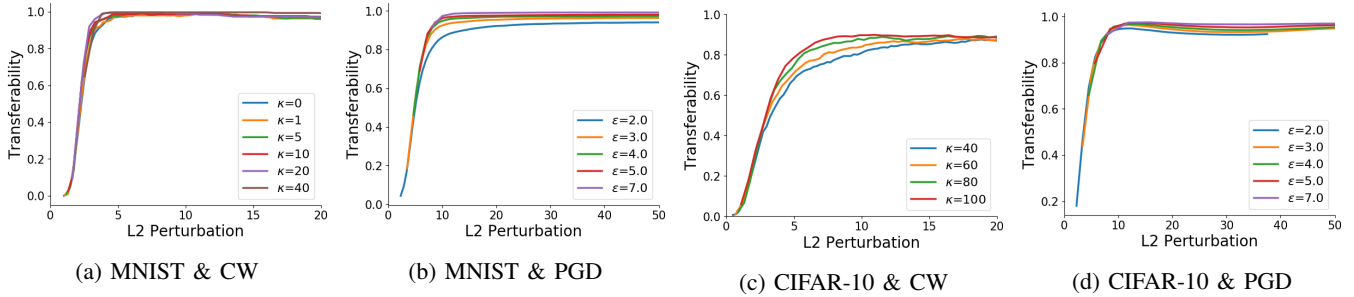 1.0
0.8
0.6
0.4
0.2
0.0
Transferability
0
5
10
15
20
L2 Perturbation
κ=0
κ=1
κ=5
κ=10
κ=20
κ=40
(a) MNIST & CW
1.0
0.8
0.6
0.4
0.2
0.0
Transferability
0
10
20
30
40
50
L2 Perturbation
ε=2.0
ε=3.0
ε=4.0
ε=5.0
ε=7.0
(b) MNIST & PGD
1.0
0.8
0.6
0.4
0.2
0.0
Transferability
0
5
10
15
20
L2 Perturbation
κ=40
κ=60
κ=80
κ=100
(c) CIFAR-10 & CW
1.0
0.8
0.6
0.4
0.2
Transferability
0
10
20
30
40
50
L2 Perturbation
ε=2.0
ε=3.0
ε=4.0
ε=5.0
ε=7.0
(d) CIFAR-10 & PGD